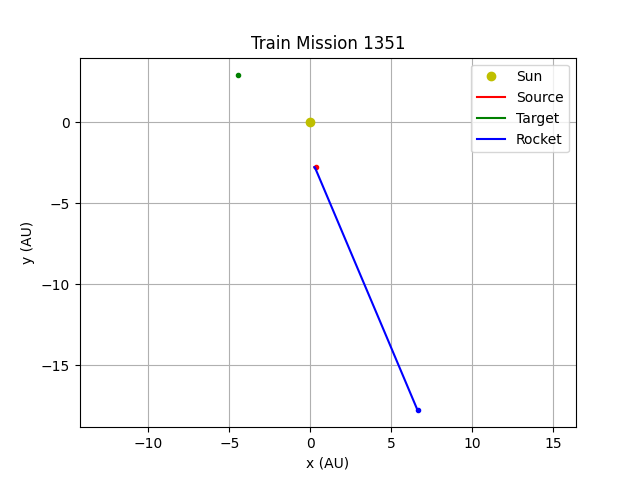 Train Mission 1351
Sun
Source
Target
Rocket
0
−5
−10
−15
y (AU)
−10
−5
0
5
10
15
x (AU)